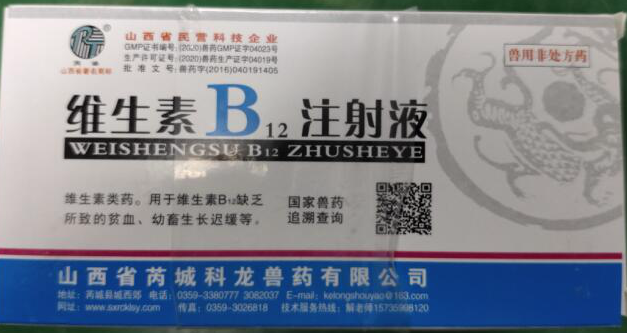 山西省民营科技企业
GMP证书编号:(2020)兽药GMP证字04023号
生产许可证号:(2020)兽药生产证字04019号
批准文号:兽药字(2016)040191405
山西省著名商标
兽用非处方药
维生素B12注射液
WEISHENGSU B12 ZHUSHEYE
维生素类药。用于维生素B12缺乏
所致的贫血、幼畜生长迟缓等。
国家兽药
追溯查询
山西省芮城科龙兽药有限公司
地址:芮城县城西郊 电话:0359-3380777 3082037 E-mail:kelongshouyao@163.com
网址:www.sxrcklsy.com 传真:0359-3026818 技术服务热线:解老师15735998120